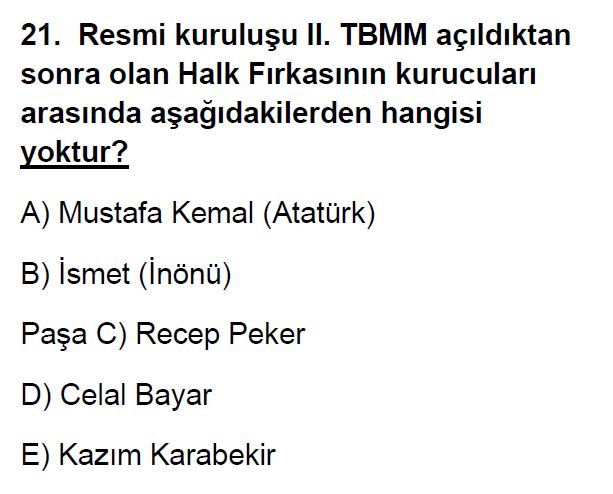 21. Resmi kuruluşu II. TBMM açıldıktan
sonra olan Halk Fırkasının kurucuları
arasında aşağıdakilerden hangisi
yoktur?
A) Mustafa Kemal (Atatürk)
B) İsmet (İnönü)
Paşa C) Recep Peker
D) Celal Bayar
E) Kazım Karabekir